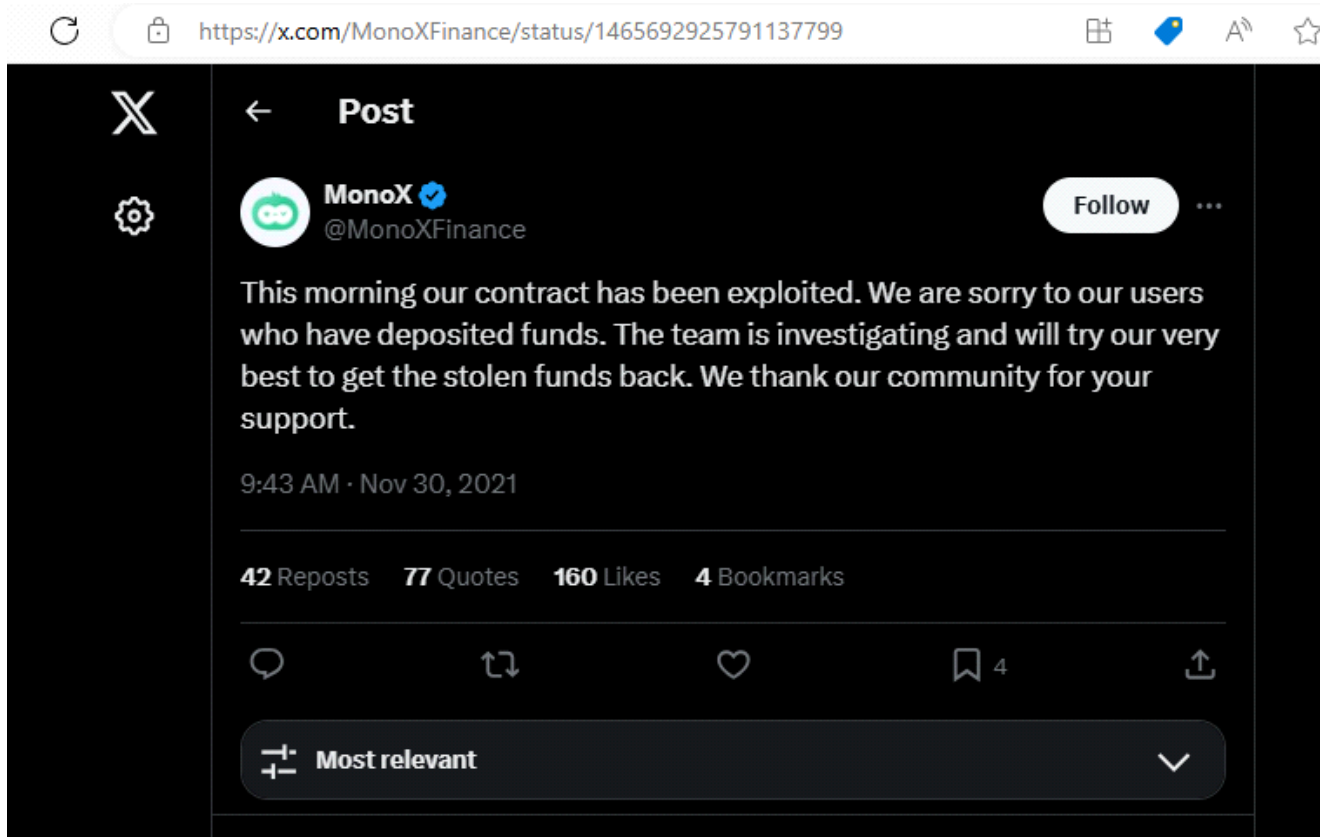 https://x.com/MonoXFinance/status/1465692925791137799
Post
MonoX
Follow
@MonoXFinance
This morning our contract has been exploited. We are sorry to our users
who have deposited funds. The team is investigating and will try our very
best to get the stolen funds back. We thank our community for your
support.
9:43 AM · Nov 30, 2021
42 Reposts 77 Quotes 160 Likes 4 Bookmarks
4
Most relevant